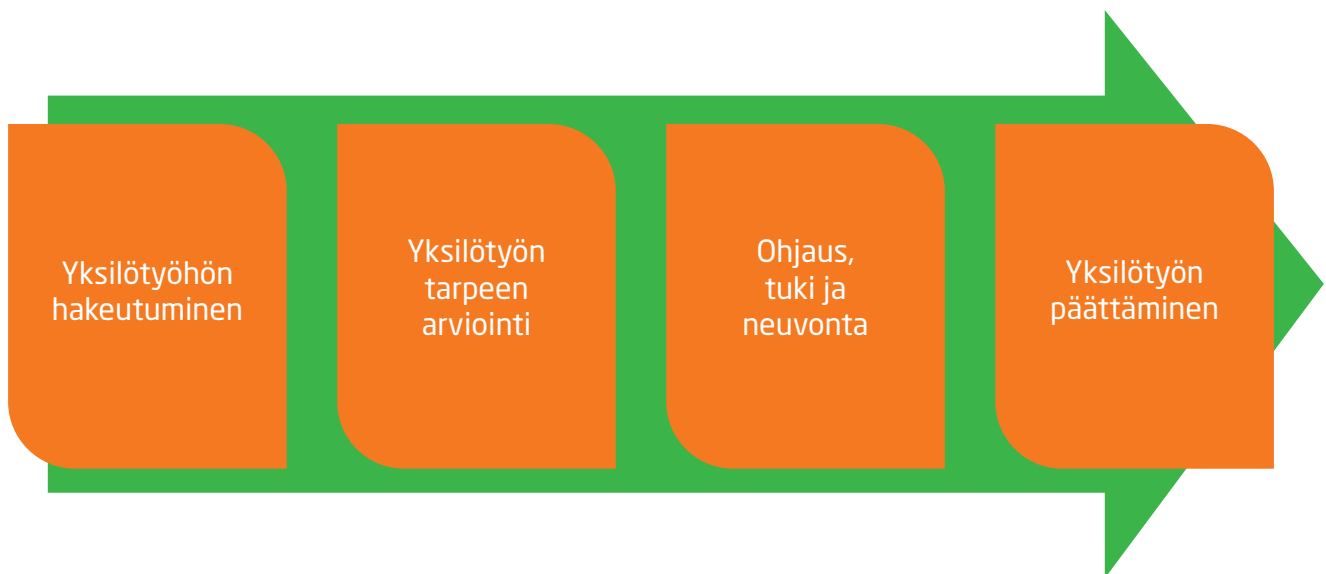 Yksilötyöhön
hakeutuminen
Yksilötyön
tarpeen
arviointi
Ohjaus,
tuki ja
neuvonta
Yksilötyön
päättäminen